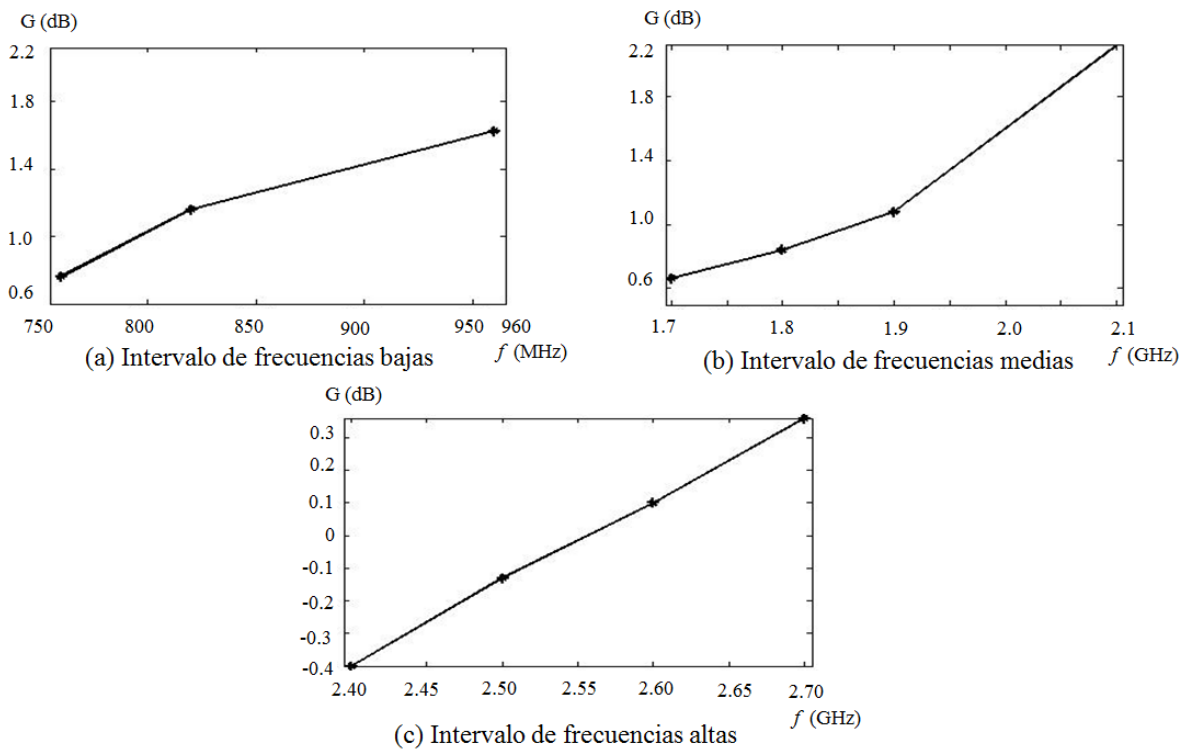 G (dB)
2.2
1.8
1.4
1.0
0.6
750 800 850 900 950 960
f (MHz)
(a) Intervalo de frecuencias bajas
G (dB)
2.2
1.8
1.4
1.0
0.6
1.7 1.8 1.9 2.0 2.1
f (GHz)
(b) Intervalo de frecuencias medias
G (dB)
0.3
0.2
0.1
0
-0.1
-0.2
-0.3
-0.4
2.40 2.45 2.50 2.55 2.60 2.65 2.70
f (GHz)
(c) Intervalo de frecuencias altas